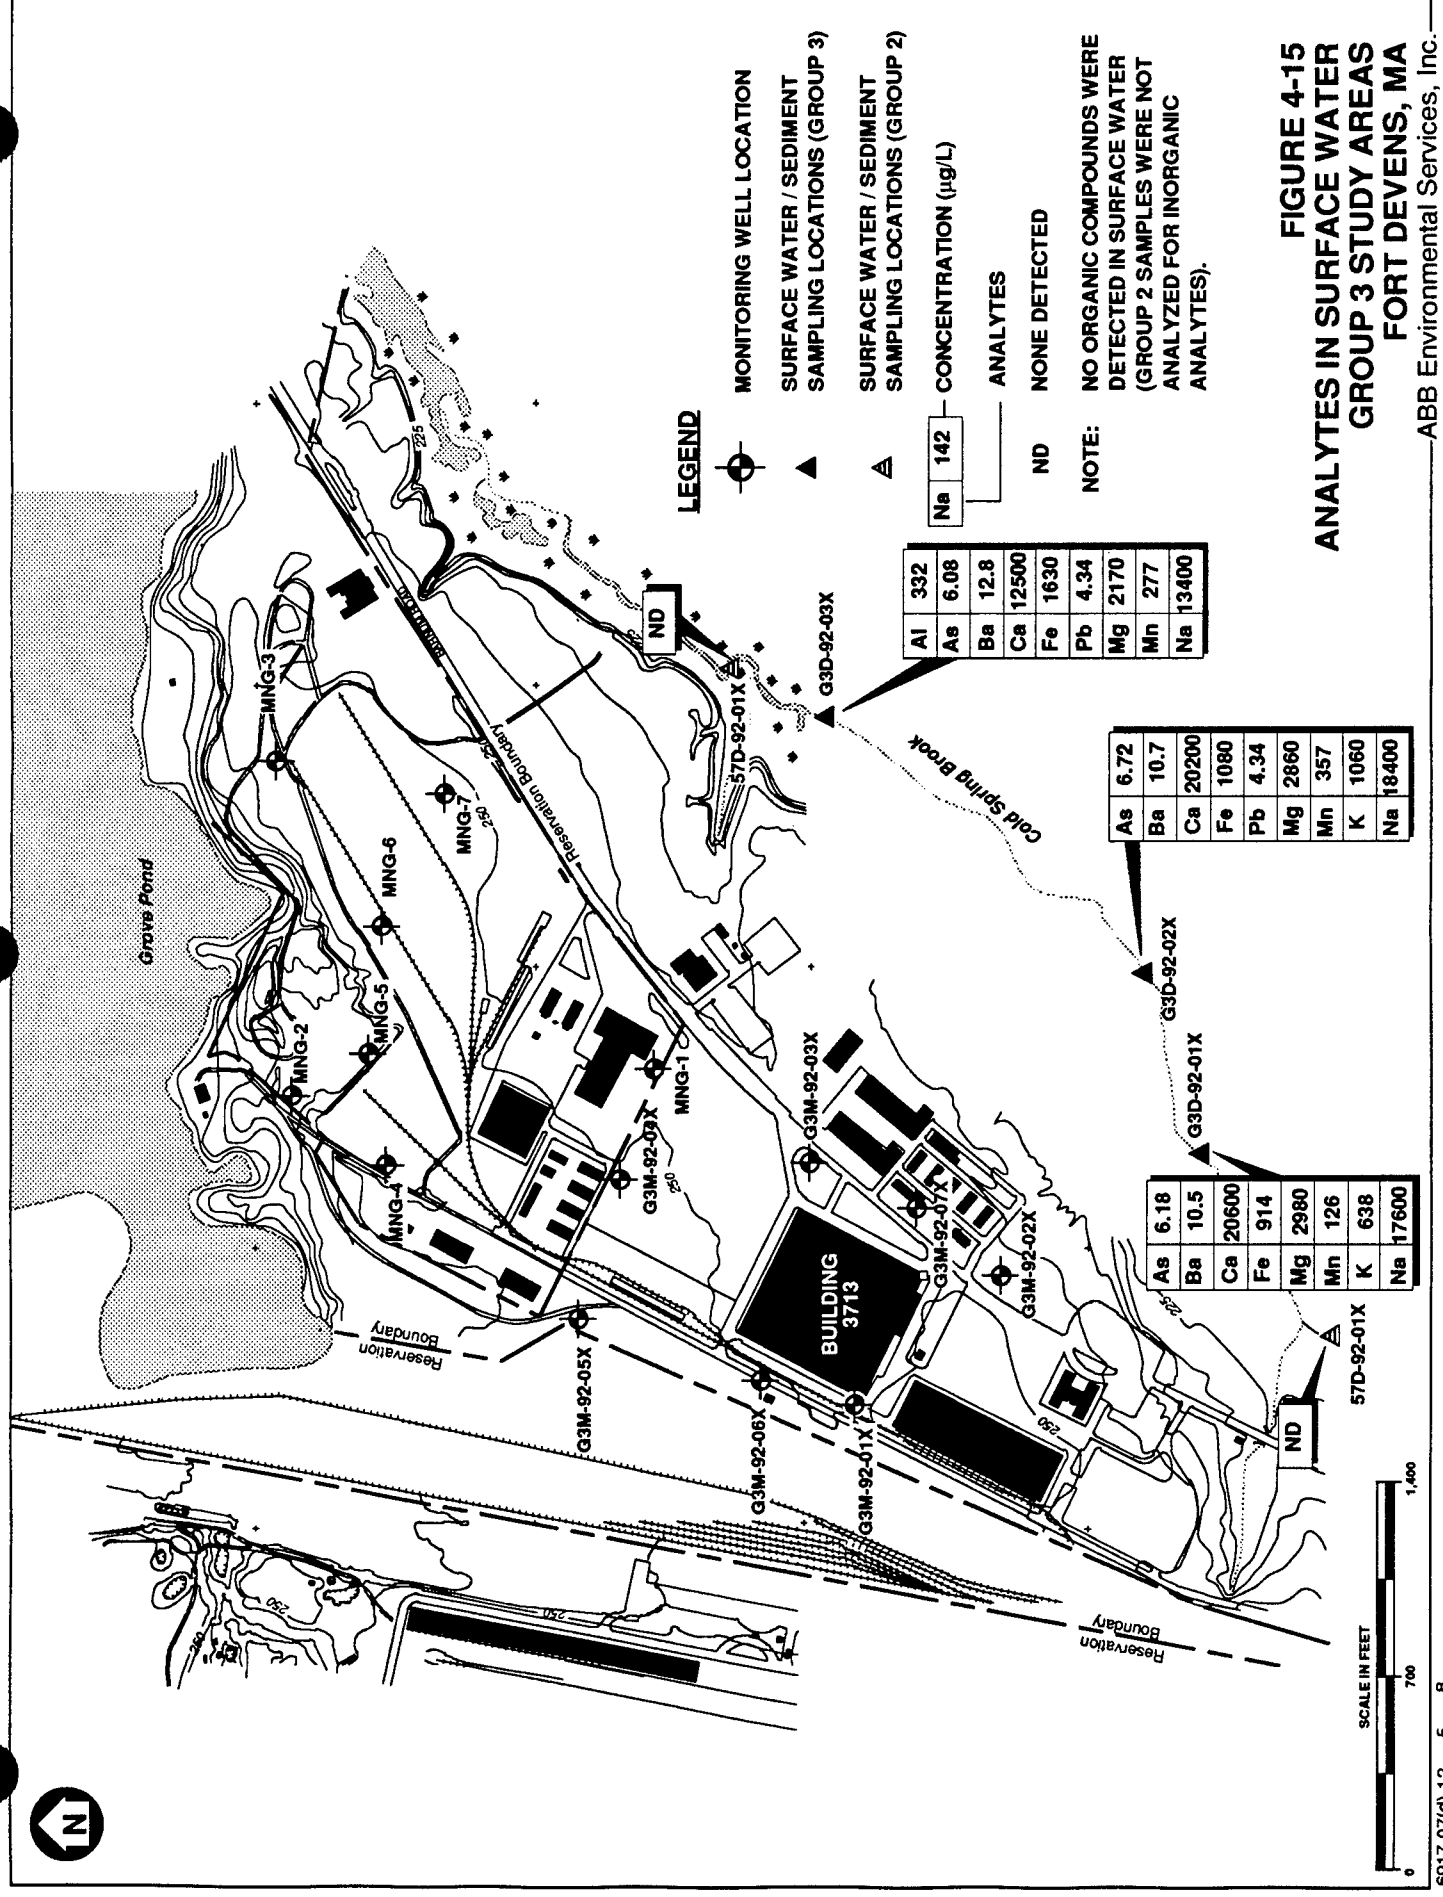 N
Grove Pond
MNG-3
MNG-2
MNG-5
MNG-6
MNG-7
MNG-4
MNG-1
BARNUM ROAD
Reservation Boundary
Reservation
Boundary
Reservation
Boundary
250
250
250
250
250
250
225
225
G3M-92-04X
G3M-92-05X
G3M-92-06X
G3M-92-01X
G3M-92-03X
G3M-92-07X
G3M-92-02X
BUILDING
3713
Cold Spring Brook
ND
57D-92-01X
G3D-92-03X
Al 332
As 6.08
Ba 12.8
Ca 12500
Fe 1630
Pb 4.34
Mg 2170
Mn 277
Na 13400
G3D-92-02X
As 6.72
Ba 10.7
Ca 20200
Fe 1080
Pb 4.34
Mg 2860
Mn 357
K 1060
Na 18400
G3D-92-01X
As 6.18
Ba 10.5
Ca 20600
Fe 914
Mg 2980
Mn 126
K 638
Na 17600
ND
57D-92-01X
LEGEND
MONITORING WELL LOCATION
SURFACE WATER / SEDIMENT
SAMPLING LOCATIONS (GROUP 3)
SURFACE WATER / SEDIMENT
SAMPLING LOCATIONS (GROUP 2)
Na 142 CONCENTRATION (µg/L)
ANALYTES
ND NONE DETECTED
NOTE: NO ORGANIC COMPOUNDS WERE
DETECTED IN SURFACE WATER
(GROUP 2 SAMPLES WERE NOT
ANALYZED FOR INORGANIC
ANALYTES).
SCALE IN FEET
0 700 1,400
FIGURE 4-15
ANALYTES IN SURFACE WATER
GROUP 3 STUDY AREAS
FORT DEVENS, MA
ABB Environmental Services, Inc.